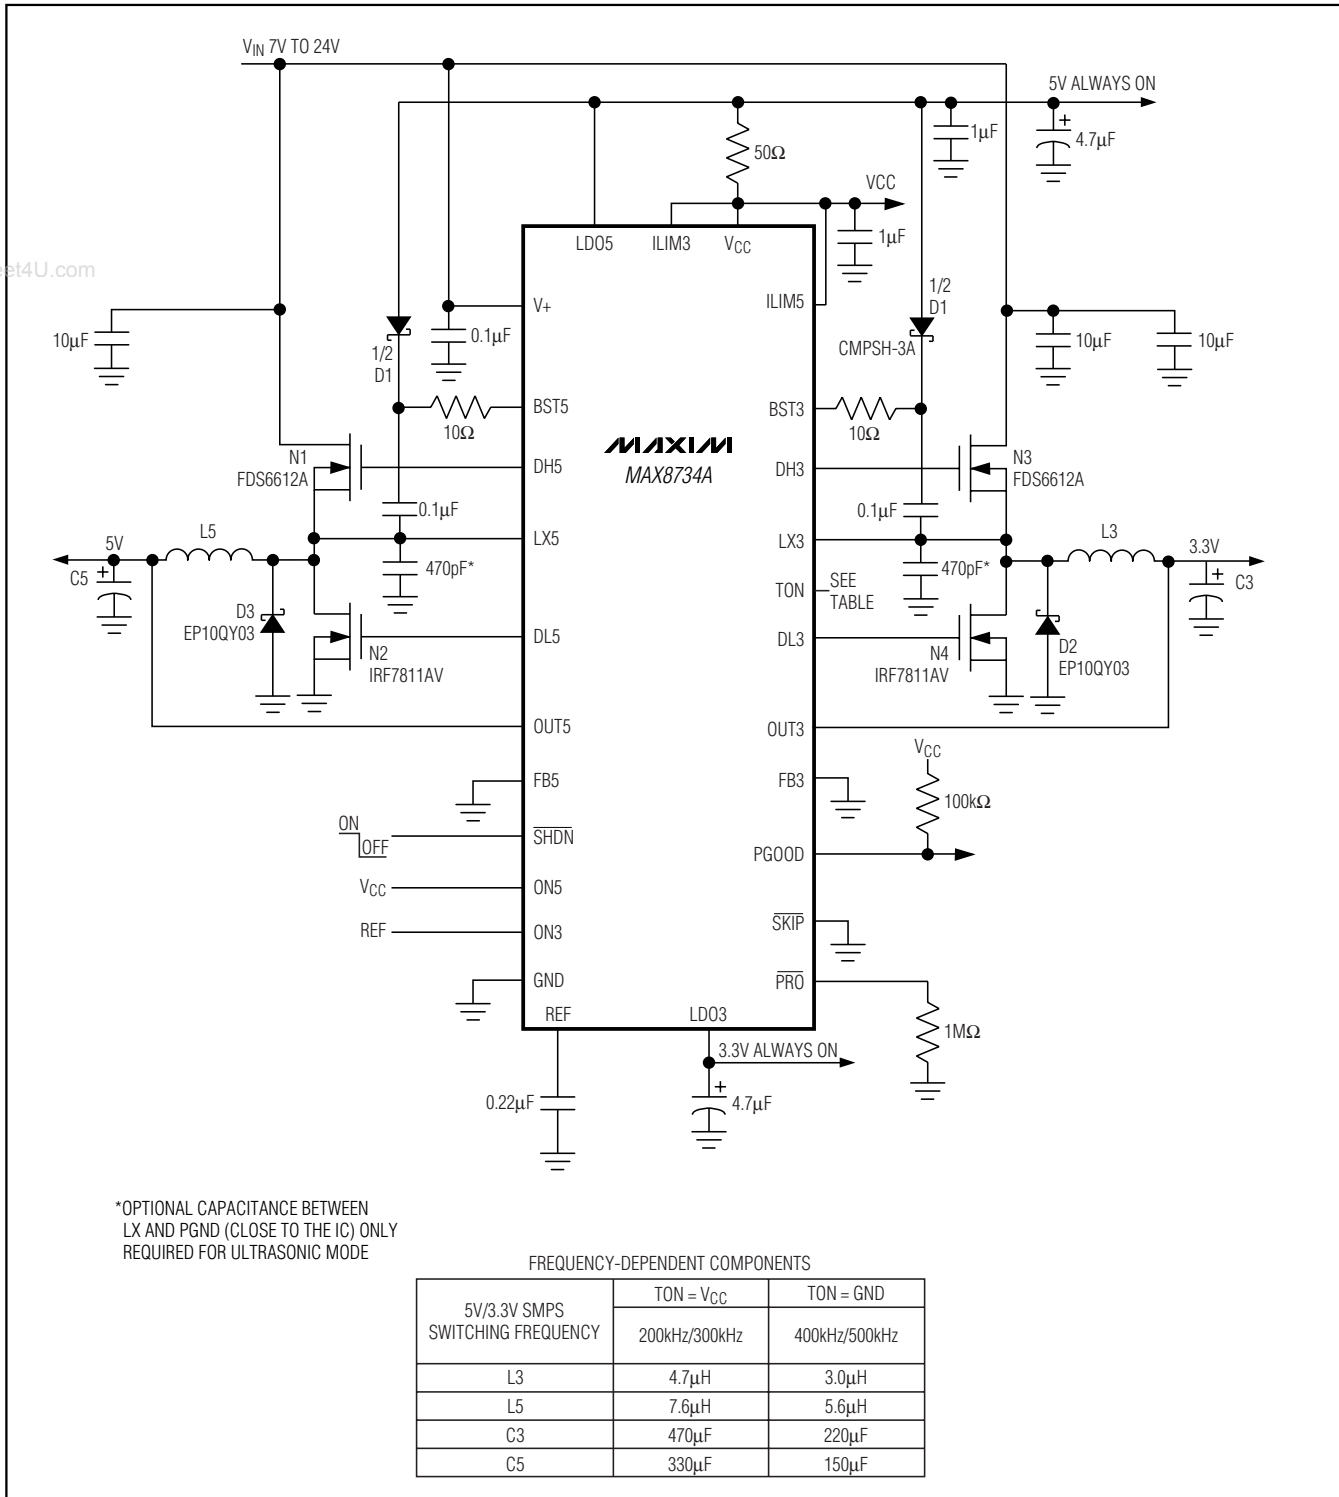 VIN 7V TO 24V
5V ALWAYS ON
1µF
+
4.7µF
50Ω
VCC
1µF
LDO5
ILIM3
VCC
et4U.com
V+
ILIM5
1/2
D1
10µF
0.1µF
1/2
D1
CMPSH-3A
10µF
10µF
BST5
10Ω
BST3
10Ω
MAXIM
MAX8734A
N1
FDS6612A
DH5
DH3
N3
FDS6612A
0.1µF
0.1µF
5V
L5
LX5
LX3
L3
3.3V
C5
+
470pF*
470pF*
+
C3
TON
SEE
TABLE
D3
EP10QY03
DL5
DL3
N2
IRF7811AV
N4
IRF7811AV
D2
EP10QY03
OUT5
OUT3
VCC
FB5
FB3
100kΩ
ON
OFF
SHDN
PGOOD
VCC
ON5
REF
ON3
SKIP
GND
PRO
REF
LDO3
1MΩ
3.3V ALWAYS ON
0.22µF
+
4.7µF
*OPTIONAL CAPACITANCE BETWEEN
LX AND PGND (CLOSE TO THE IC) ONLY
REQUIRED FOR ULTRASONIC MODE
FREQUENCY-DEPENDENT COMPONENTS
5V/3.3V SMPS
SWITCHING FREQUENCY
TON = VCC
TON = GND
200kHz/300kHz
400kHz/500kHz
L3 4.7µH 3.0µH
L5 7.6µH 5.6µH
C3 470µF 220µF
C5 330µF 150µF